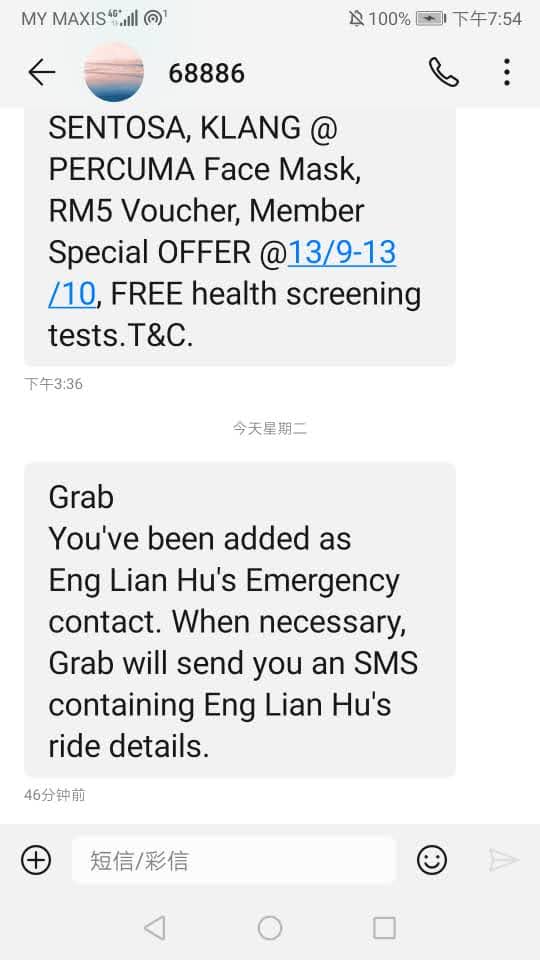 MY MAXIS 4G+ 1 100% 下午7:54
68886
SENTOSA, KLANG @
PERCUMA Face Mask,
RM5 Voucher, Member
Special OFFER @13/9-13
/10, FREE health screening
tests.T&C.
下午3:36
今天星期二
Grab
You've been added as
Eng Lian Hu's Emergency
contact. When necessary,
Grab will send you an SMS
containing Eng Lian Hu's
ride details.
46分钟前
短信/彩信